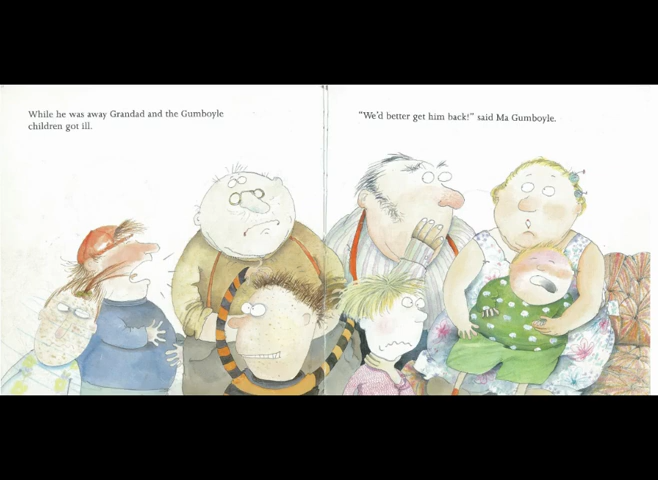 While he was away Grandad and the Gumboyle
children got ill.
“We’d better get him back!” said Ma Gumboyle.